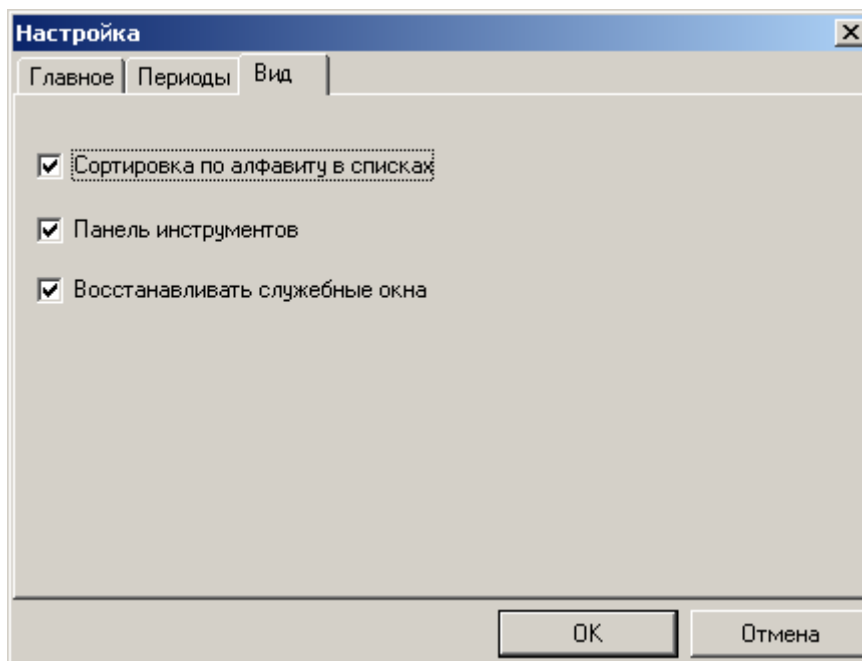 Настройка
Главное Периоды Вид
Сортировка по алфавиту в списках
Панель инструментов
Восстанавливать служебные окна
OK Отмена